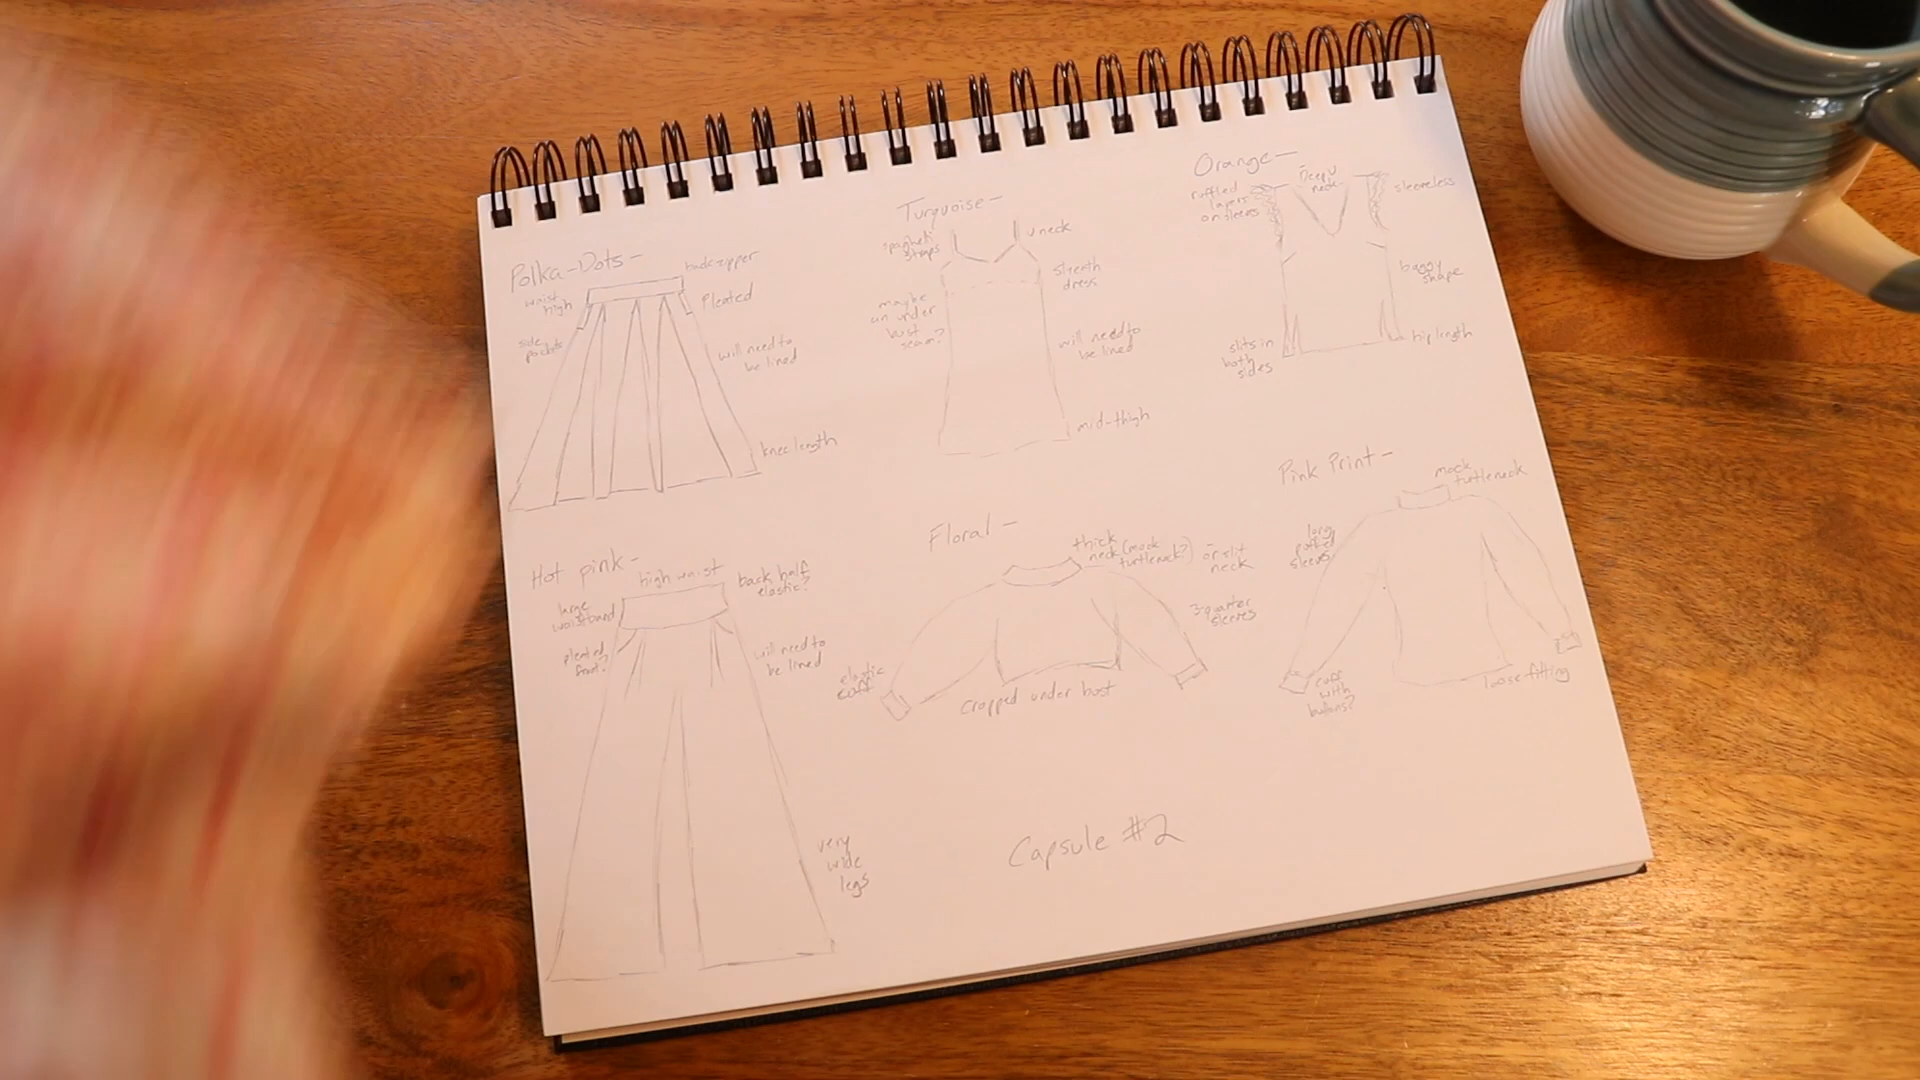 Polka-Dots-
back zipper
waist
high
Pleated
side
pockets
will need to
be lined
knee length
Turquoise-
spagheti
straps
v neck
sheath
dress
maybe
an under
bust
seam?
will need to
be lined
mid-thigh
Orange-
ruffled
layers
on sleeves
deep v
neck
sleeveless
baggy
shape
slits in
both
sides
hip length
Hot pink-
high waist
back half
elastic?
large
waistband
pleated
front?
will need to
be lined
very
wide
legs
Floral-
thick
neck (mock
turtleneck?)
or slit
neck
3-quarter
sleeves
elastic
cuff
cropped under bust
Pink Print-
mock
turtleneck
long
puffed
sleeves
cuff
with
buttons?
loose fitting
Capsule #2